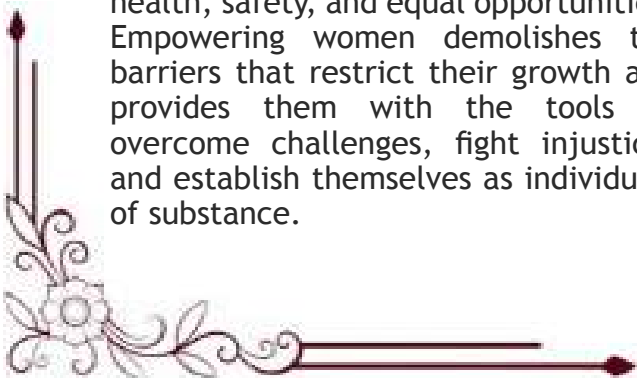 health, safety, and equal
Empowering women demolishes
barriers that restrict their growth
provides them with the tools
overcome challenges, fight
and establish themselves as
of substance.